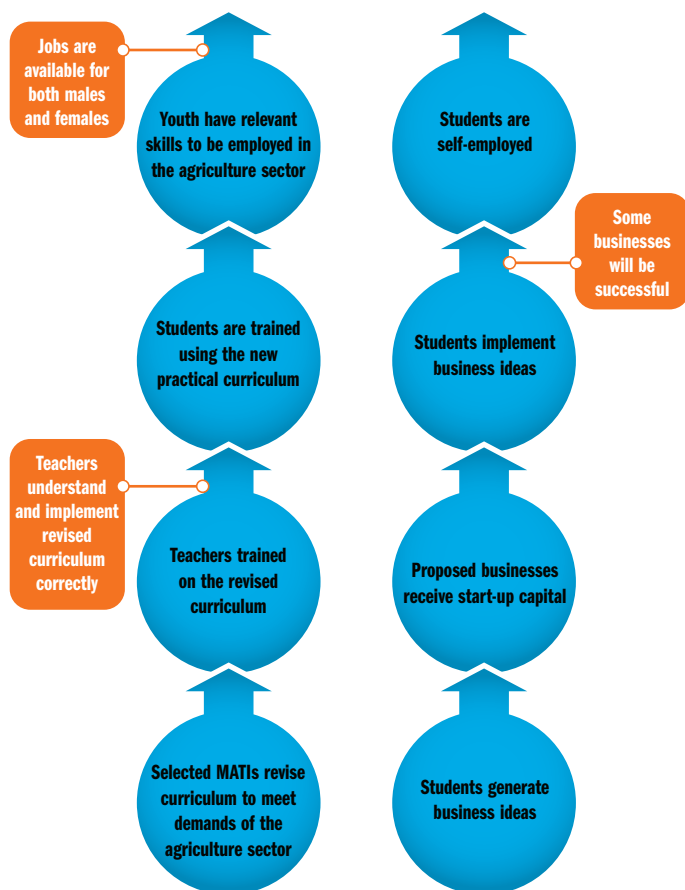 Jobs are
available for
both males
and females
Youth have relevant
skills to be employed in
the agriculture sector
Students are
self-employed
Some
businesses
will be
successful
Students are trained
using the new
practical curriculum
Students implement
business ideas
Teachers
understand
and implement
revised
curriculum
correctly
Teachers trained
on the revised
curriculum
Proposed businesses
receive start-up capital
Selected MATIs revise
curriculum to meet
demands of the
agriculture sector
Students generate
business ideas